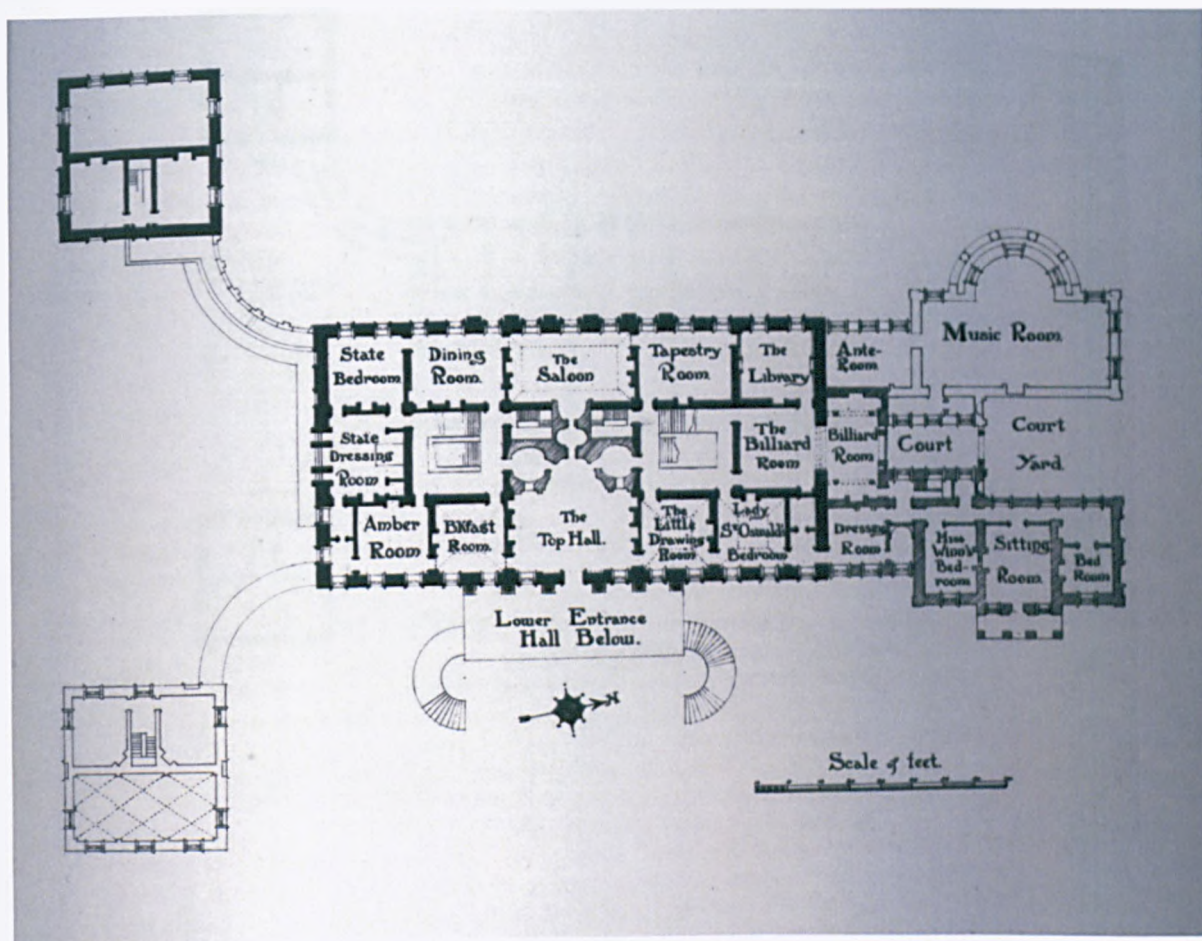 State
Bedroom
Dining
Room
The
Saloon
Tapestry
Room
The
Library
Ante-
Room
Music Room
State
Dressing
Room
The
Billiard
Room
Billiard
Room
Court
Court
Yard
Amber
Room
Bkfast
Room
The
Top Hall.
The
Little
Drawing
Room
Lady
St Oswald's
Bedroom
Dressing
Room
Miss
Winn's
Bed-
room
Sitting
Room
Bed
Room
Lower Entrance
Hall Below.
N
Scale of feet.